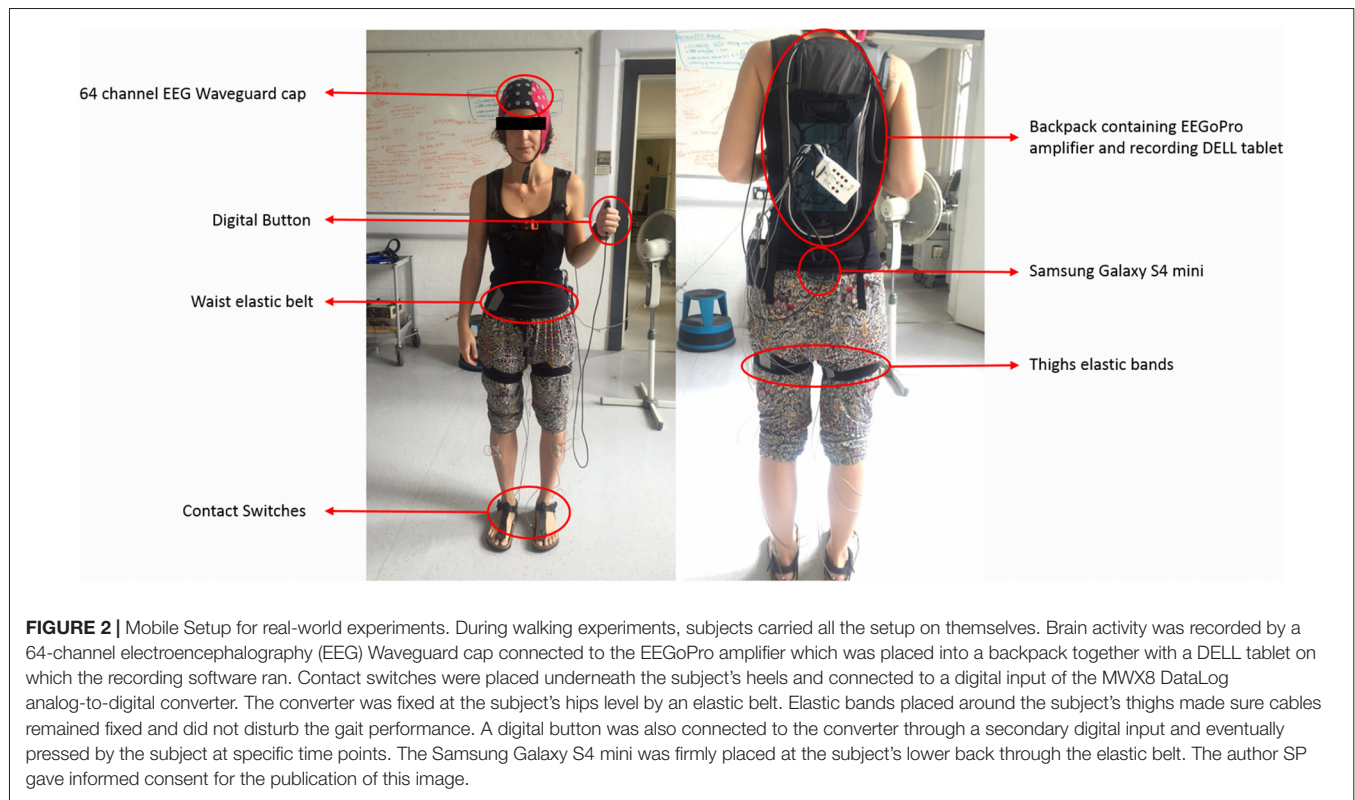 64 channel EEG Waveguard cap
Digital Button
Waist elastic belt
Contact Switches
Backpack containing EEGoPro
amplifier and recording DELL tablet
Samsung Galaxy S4 mini
Thighs elastic bands
FIGURE 2 | Mobile Setup for real-world experiments. During walking experiments, subjects carried all the setup on themselves. Brain activity was recorded by a
64-channel electroencephalography (EEG) Waveguard cap connected to the EEGoPro amplifier which was placed into a backpack together with a DELL tablet on
which the recording software ran. Contact switches were placed underneath the subject's heels and connected to a digital input of the MWX8 DataLog
analog-to-digital converter. The converter was fixed at the subject's hips level by an elastic belt. Elastic bands placed around the subject's thighs made sure cables
remained fixed and did not disturb the gait performance. A digital button was also connected to the converter through a secondary digital input and eventually
pressed by the subject at specific time points. The Samsung Galaxy S4 mini was firmly placed at the subject's lower back through the elastic belt. The author SP
gave informed consent for the publication of this image.